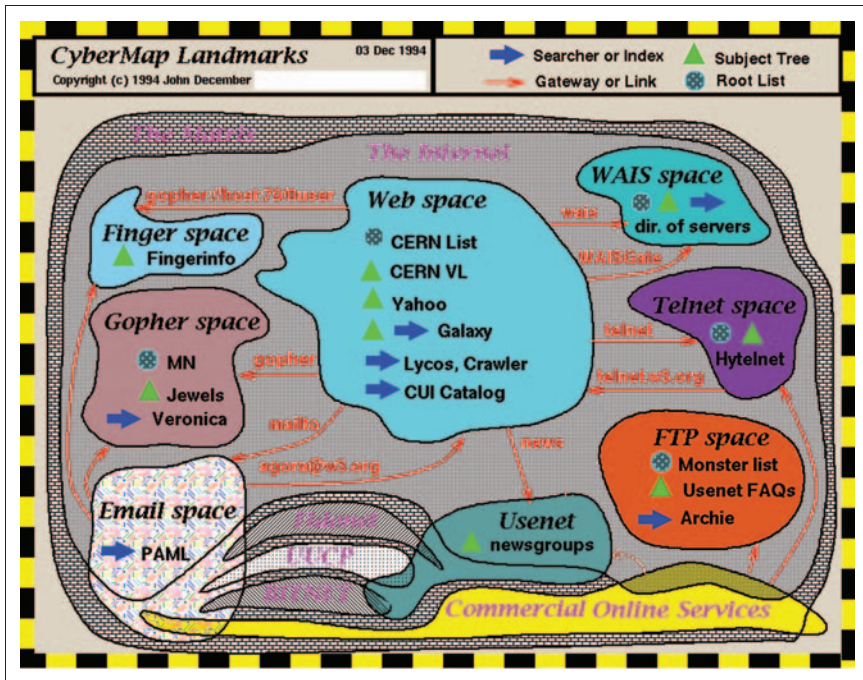 CyberMap Landmarks
03 Dec 1994
Copyright (c) 1994 John December
Searcher or Index
Subject Tree
Gateway or Link
Root List
The Matrix
The Internet
gopher://host:79/0user
Finger space
Fingerinfo
Web space
CERN List
CERN VL
Yahoo
Galaxy
Lycos, Crawler
CUI Catalog
WAIS space
dir. of servers
wais
WAISGate
Telnet space
Hytelnet
telnet
telnet.w3.org
Gopher space
MN
Jewels
Veronica
gopher
mailto
agora@w3.org
news
FTP space
Monster list
Usenet FAQs
Archie
Email space
PAML
Fidonet
UUCP
BITNET
Usenet
newsgroups
Commercial Online Services